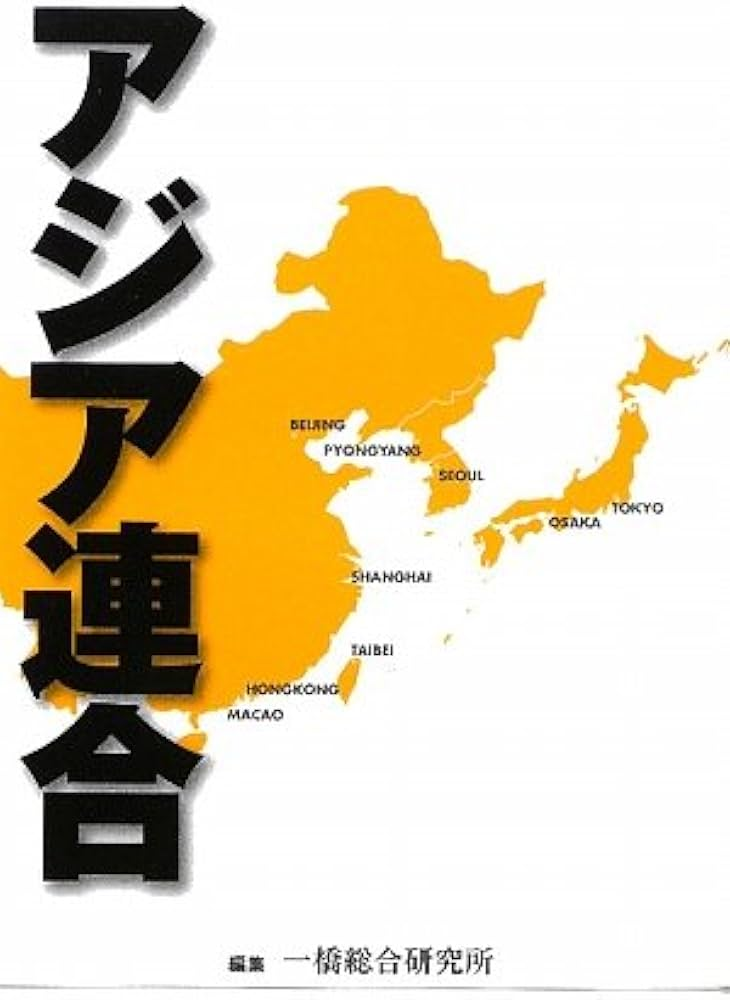 アジア連合
BEIJING
PYONGYANG
SEOUL
TOKYO
OSAKA
SHANGHAI
TAIBEI
HONGKONG
MACAO
編集 一橋総合研究所